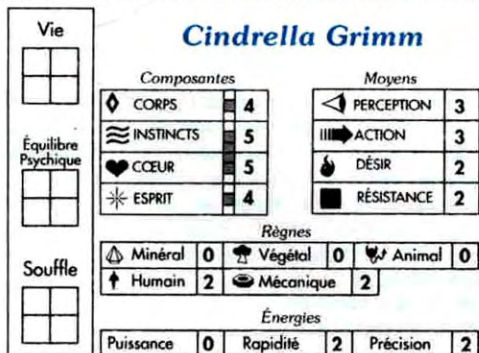 Vie
Équilibre
Psychique
Souffle
Cindrella Grimm
Composantes
CORPS 4
INSTINCTS 5
CŒUR 5
ESPRIT 4
Moyens
PERCEPTION 3
ACTION 3
DÉSIR 2
RÉSISTANCE 2
Règnes
Minéral 0 Végétal 0 Animal 0
Humain 2 Mécanique 2
Énergies
Puissance 0 Rapidité 2 Précision 2